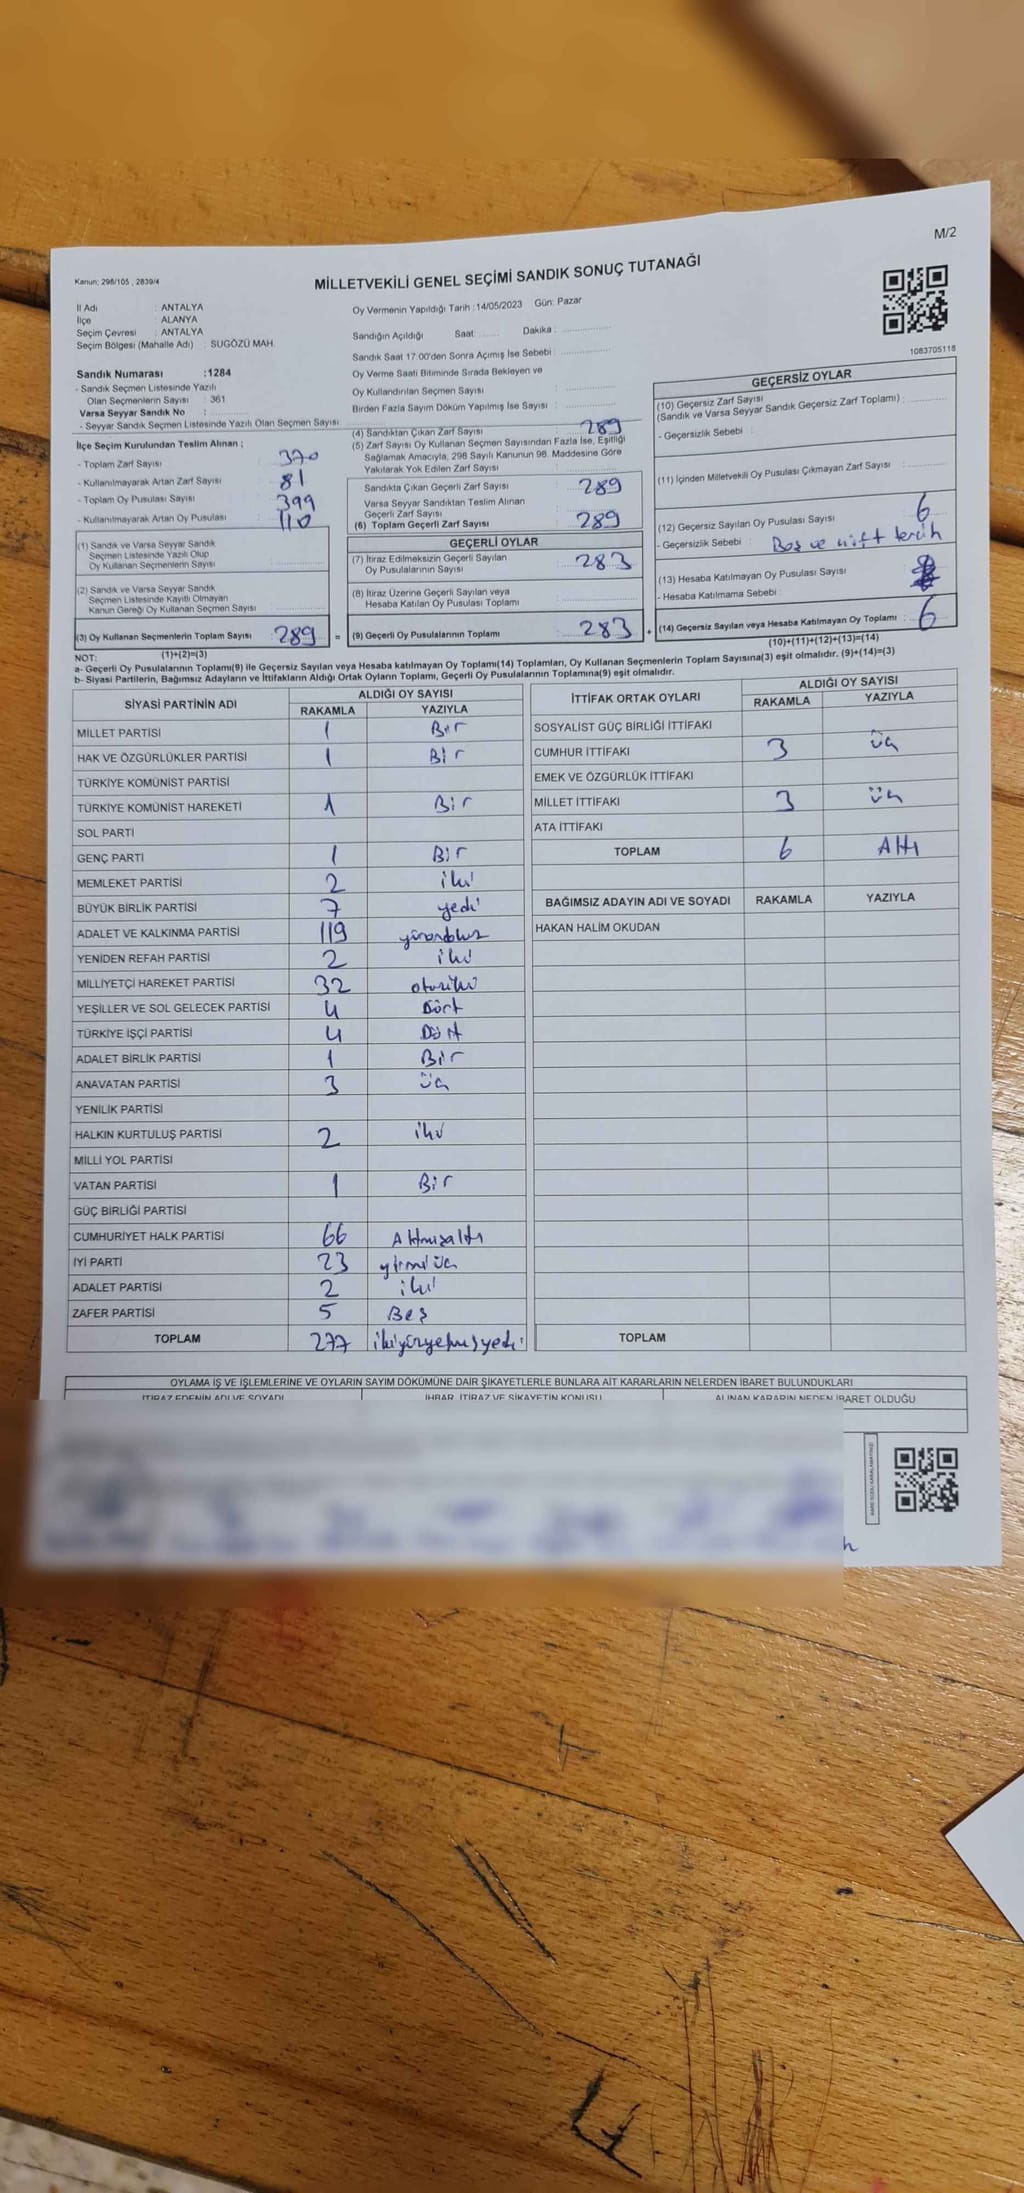 M/2
Kanun; 298/105 , 2839/4
MİLLETVEKİLİ GENEL SEÇİMİ SANDIK SONUÇ TUTANAĞI
İl Adı : ANTALYA
İlçe : ALANYA
Seçim Çevresi : ANTALYA
Seçim Bölgesi (Mahalle Adı) : SUGÖZÜ MAH.
Sandık Numarası :1284
- Sandık Seçmen Listesinde Yazılı
Olan Seçmenlerin Sayısı : 361
Varsa Seyyar Sandık No :
- Seyyar Sandık Seçmen Listesinde Yazılı Olan Seçmen Sayısı
İlçe Seçim Kurulundan Teslim Alınan ;
- Toplam Zarf Sayısı : 370
- Kullanılmayarak Artan Zarf Sayısı : 81
- Toplam Oy Pusulası Sayısı : 399
- Kullanılmayarak Artan Oy Pusulası : 110
(1) Sandık ve Varsa Seyyar Sandık
Seçmen Listesinde Yazılı Olup
Oy Kullanan Seçmenlerin Sayısı :
(2) Sandık ve Varsa Seyyar Sandık
Seçmen Listesinde Kayıtlı Olmayan
Kanun Gereği Oy Kullanan Seçmen Sayısı :
(3) Oy Kullanan Seçmenlerin Toplam Sayısı : 289 =
(1)+(2)=(3)
Oy Vermenin Yapıldığı Tarih :14/05/2023 Gün: Pazar
Sandığın Açıldığı Saat: Dakika :
Sandık Saat 17:00'den Sonra Açımış İse Sebebi :
Oy Verme Saati Bitiminde Sırada Bekleyen ve
Oy Kullandırılan Seçmen Sayısı :
Birden Fazla Sayım Döküm Yapılmış İse Sayısı :
(4) Sandıktan Çıkan Zarf Sayısı : 289
(5) Zarf Sayısı Oy Kullanan Seçmen Sayısından Fazla İse, Eşitliği
Sağlamak Amacıyla, 298 Sayılı Kanunun 98. Maddesine Göre
Yakılarak Yok Edilen Zarf Sayısı :
Sandıkta Çıkan Geçerli Zarf Sayısı : 289
Varsa Seyyar Sandıktan Teslim Alınan
Geçerli Zarf Sayısı :
(6) Toplam Geçerli Zarf Sayısı : 289
GEÇERLİ OYLAR
(7) İtiraz Edilmeksizin Geçerli Sayılan
Oy Pusulalarının Sayısı : 283
(8) İtiraz Üzerine Geçerli Sayılan veya
Hesaba Katılan Oy Pusulası Toplamı :
(9) Geçerli Oy Pusulalarının Toplamı : 283 +
1083705118
GEÇERSİZ OYLAR
(10) Geçersiz Zarf Sayısı
(Sandık ve Varsa Seyyar Sandık Geçersiz Zarf Toplamı) :
- Geçersizlik Sebebi :
(11) İçinden Milletvekili Oy Pusulası Çıkmayan Zarf Sayısı :
(12) Geçersiz Sayılan Oy Pusulası Sayısı : 6
- Geçersizlik Sebebi : Boş ve çift tercih
(13) Hesaba Katılmayan Oy Pusulası Sayısı :
- Hesaba Katılmama Sebebi :
(14) Geçersiz Sayılan veya Hesaba Katılmayan Oy Toplamı : 6
(10)+(11)+(12)+(13)=(14)
NOT:
a- Geçerli Oy Pusulalarının Toplamı(9) ile Geçersiz Sayılan veya Hesaba katılmayan Oy Toplamı(14) Toplamları, Oy Kullanan Seçmenlerin Toplam Sayısına(3) eşit olmalıdır. (9)+(14)=(3)
b- Siyasi Partilerin, Bağımsız Adayların ve İttifakların Aldığı Ortak Oyların Toplamı, Geçerli Oy Pusulalarının Toplamına(9) eşit olmalıdır.
SİYASİ PARTİNİN ADI ALDIĞI OY SAYISI
RAKAMLA YAZIYLA
MİLLET PARTİSİ 1 Bir
HAK VE ÖZGÜRLÜKLER PARTİSİ 1 Bir
TÜRKİYE KOMÜNİST PARTİSİ
TÜRKİYE KOMÜNİST HAREKETİ 1 Bir
SOL PARTİ
GENÇ PARTİ 1 Bir
MEMLEKET PARTİSİ 2 iki
BÜYÜK BİRLİK PARTİSİ 7 yedi
ADALET VE KALKINMA PARTİSİ 119 yüzondokuz
YENİDEN REFAH PARTİSİ 2 iki
MİLLİYETÇİ HAREKET PARTİSİ 32 otuziki
YEŞİLLER VE SOL GELECEK PARTİSİ 4 Dört
TÜRKİYE İŞÇİ PARTİSİ 4 Dört
ADALET BİRLİK PARTİSİ 1 Bir
ANAVATAN PARTİSİ 3 üç
YENİLİK PARTİSİ
HALKIN KURTULUŞ PARTİSİ 2 iki
MİLLİ YOL PARTİSİ
VATAN PARTİSİ 1 Bir
GÜÇ BİRLİĞİ PARTİSİ
CUMHURİYET HALK PARTİSİ 66 Altmışaltı
İYİ PARTİ 23 yirmiüç
ADALET PARTİSİ 2 iki
ZAFER PARTİSİ 5 Beş
TOPLAM 277 ikiyüzyetmişyedi
İTTİFAK ORTAK OYLARI ALDIĞI OY SAYISI
RAKAMLA YAZIYLA
SOSYALİST GÜÇ BİRLİĞİ İTTİFAKI
CUMHUR İTTİFAKI 3 üç
EMEK VE ÖZGÜRLÜK İTTİFAKI
MİLLET İTTİFAKI 3 üç
ATA İTTİFAKI
TOPLAM 6 Altı
BAĞIMSIZ ADAYIN ADI VE SOYADI RAKAMLA YAZIYLA
HAKAN HALİM OKUDAN
TOPLAM
OYLAMA İŞ VE İŞLEMLERİNE VE OYLARIN SAYIM DÖKÜMÜNE DAİR ŞİKAYETLERLE BUNLARA AİT KARARLARIN NELERDEN İBARET BULUNDUKLARI
İTİRAZ EDENİN ADI VE SOYADI İHBAR, İTİRAZ VE ŞİKAYETİN KONUSU ALINAN KARARIN NEDEN İBARET OLDUĞU